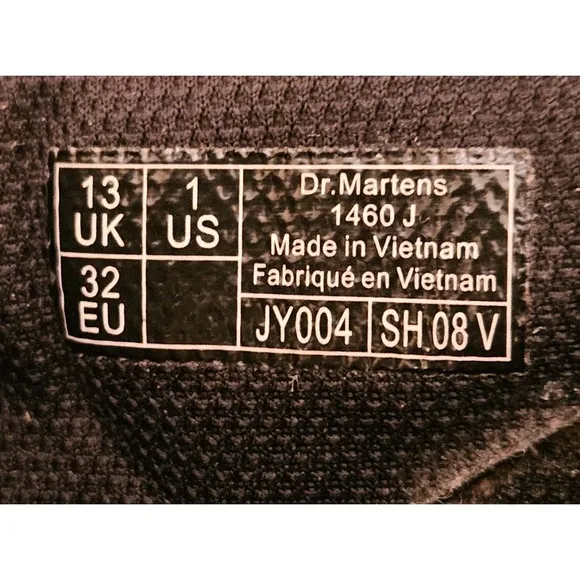 13
UK
1
US
32
EU
Dr.Martens
1460 J
Made in Vietnam
Fabriqué en Vietnam
JY004
SH.08 V